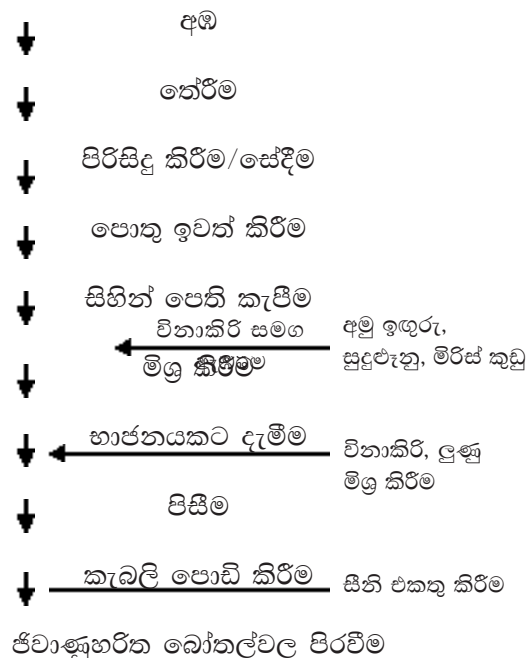 අඹ
තේරීම
පිරිසිදු කිරීම/සේදීම
පොතු ඉවත් කිරීම
සිහින් පෙති කැපීම
විනාකිරි සමග
අමු ඉඟුරු,
සුදුළූනු, මිරිස් කුඩු
මිශ්‍ර කිරීම
භාජනයකට දැමීම
විනාකිරි, ලුණු
මිශ්‍ර කිරීම
පිසීම
කැබලි පොඩි කිරීම
සීනි එකතු කිරීම
ජීවාණුහරිත බෝතල්වල පිරවීම